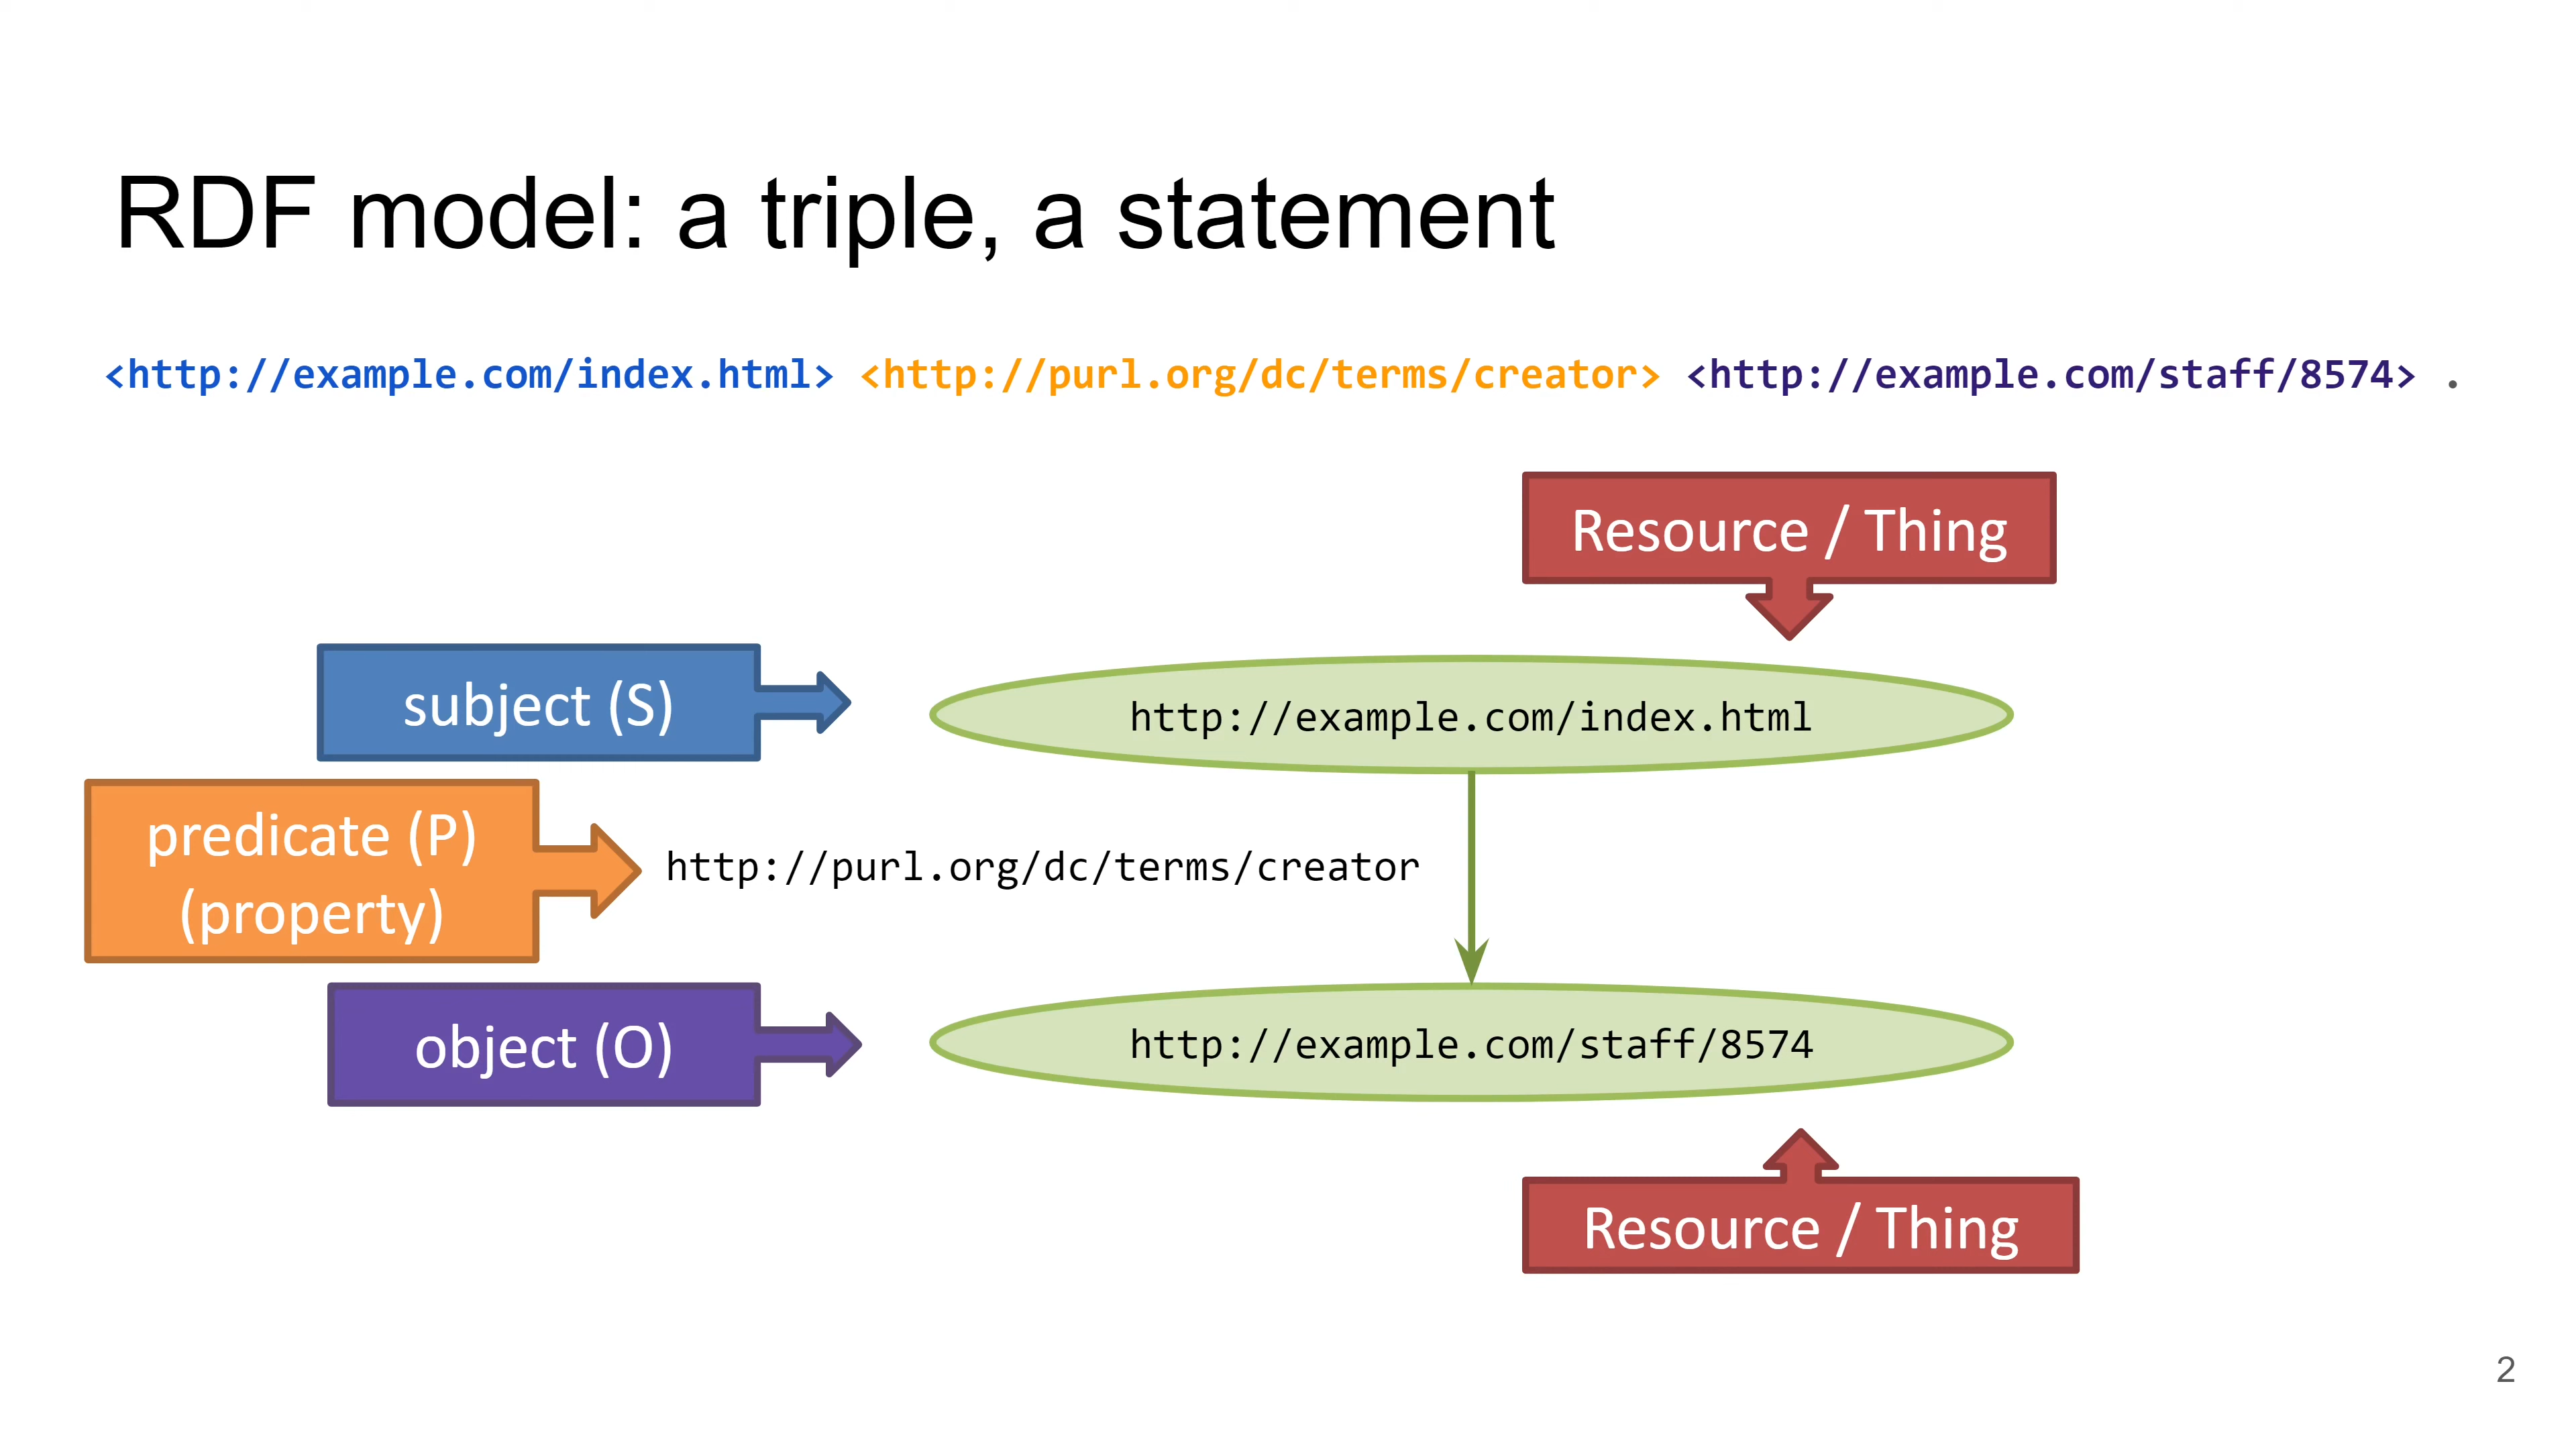 RDF model: a triple, a statement
<http://example.com/index.html> <http://purl.org/dc/terms/creator> <http://example.com/staff/8574> .
Resource / Thing
subject (S)
http://example.com/index.html
predicate (P)
(property)
http://purl.org/dc/terms/creator
object (O)
http://example.com/staff/8574
Resource / Thing
2